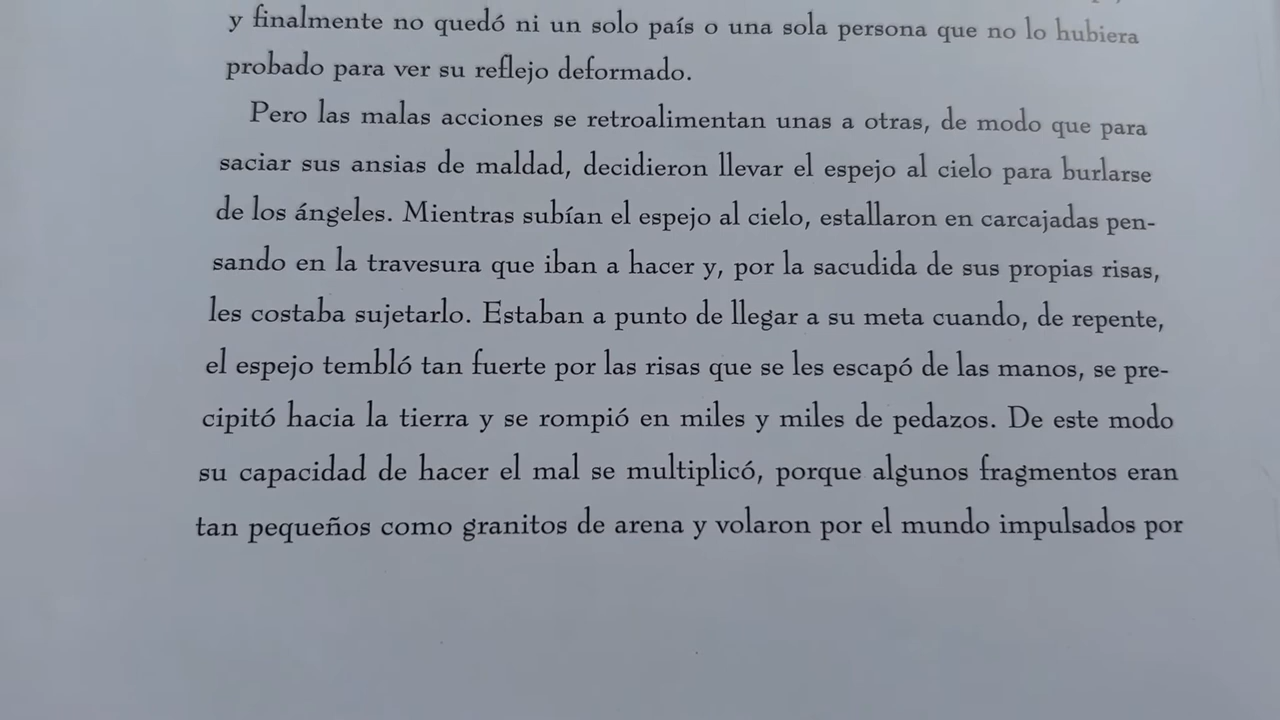 y finalmente no quedó ni un solo país o una sola persona que no lo hubiera
probado para ver su reflejo deformado.
Pero las malas acciones se retroalimentan unas a otras, de modo que para
saciar sus ansias de maldad, decidieron llevar el espejo al cielo para burlarse
de los ángeles. Mientras subían el espejo al cielo, estallaron en carcajadas pen-
sando en la travesura que iban a hacer y, por la sacudida de sus propias risas,
les costaba sujetarlo. Estaban a punto de llegar a su meta cuando, de repente,
el espejo tembló tan fuerte por las risas que se les escapó de las manos, se pre-
cipitó hacia la tierra y se rompió en miles y miles de pedazos. De este modo
su capacidad de hacer el mal se multiplicó, porque algunos fragmentos eran
tan pequeños como granitos de arena y volaron por el mundo impulsados por